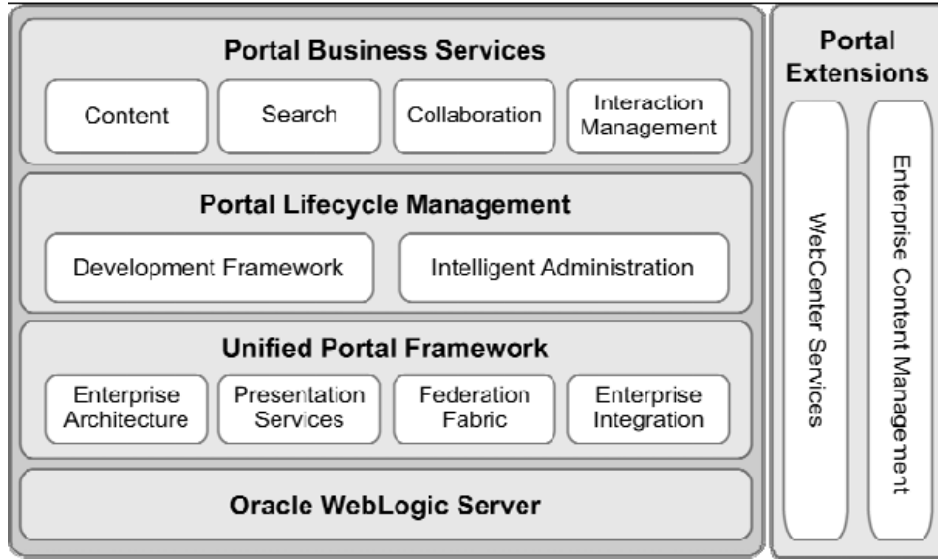 Portal Business Services
Content
Search
Collaboration
Interaction
Management
Portal Lifecycle Management
Development Framework
Intelligent Administration
Unified Portal Framework
Enterprise
Architecture
Presentation
Services
Federation
Fabric
Enterprise
Integration
Oracle WebLogic Server
Portal
Extensions
WebCenter Services
Enterprise Content Management